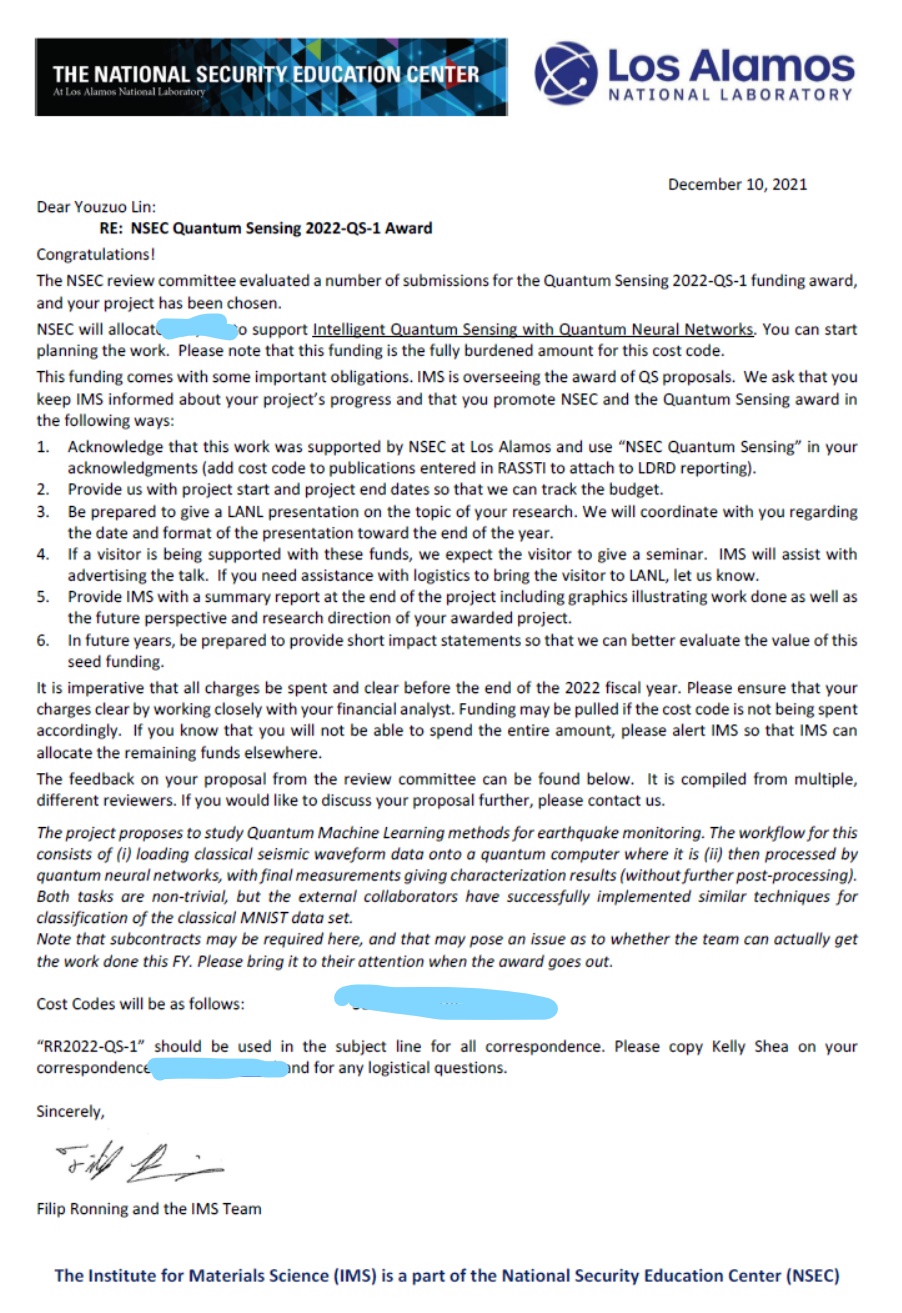 THE NATIONAL SECURITY EDUCATION CENTER
At Los Alamos National Laboratory
Los Alamos
NATIONAL LABORATORY
December 10, 2021
Dear Youzuo Lin:
RE: NSEC Quantum Sensing 2022-QS-1 Award
Congratulations!
The NSEC review committee evaluated a number of submissions for the Quantum Sensing 2022-QS-1 funding award,
and your project has been chosen.
NSEC will allocat to support Intelligent Quantum Sensing with Quantum Neural Networks. You can start
planning the work. Please note that this funding is the fully burdened amount for this cost code.
This funding comes with some important obligations. IMS is overseeing the award of QS proposals. We ask that you
keep IMS informed about your project's progress and that you promote NSEC and the Quantum Sensing award in
the following ways:
1. Acknowledge that this work was supported by NSEC at Los Alamos and use "NSEC Quantum Sensing" in your
acknowledgments (add cost code to publications entered in RASSTI to attach to LDRD reporting).
2. Provide us with project start and project end dates so that we can track the budget.
3. Be prepared to give a LANL presentation on the topic of your research. We will coordinate with you regarding
the date and format of the presentation toward the end of the year.
4. If a visitor is being supported with these funds, we expect the visitor to give a seminar. IMS will assist with
advertising the talk. If you need assistance with logistics to bring the visitor to LANL, let us know.
5. Provide IMS with a summary report at the end of the project including graphics illustrating work done as well as
the future perspective and research direction of your awarded project.
6. In future years, be prepared to provide short impact statements so that we can better evaluate the value of this
seed funding.
It is imperative that all charges be spent and clear before the end of the 2022 fiscal year. Please ensure that your
charges clear by working closely with your financial analyst. Funding may be pulled if the cost code is not being spent
accordingly. If you know that you will not be able to spend the entire amount, please alert IMS so that IMS can
allocate the remaining funds elsewhere.
The feedback on your proposal from the review committee can be found below. It is compiled from multiple,
different reviewers. If you would like to discuss your proposal further, please contact us.
The project proposes to study Quantum Machine Learning methods for earthquake monitoring. The workflow for this
consists of (i) loading classical seismic waveform data onto a quantum computer where it is (ii) then processed by
quantum neural networks, with final measurements giving characterization results (without further post-processing).
Both tasks are non-trivial, but the external collaborators have successfully implemented similar techniques for
classification of the classical MNIST data set.
Note that subcontracts may be required here, and that may pose an issue as to whether the team can actually get
the work done this FY. Please bring it to their attention when the award goes out.
Cost Codes will be as follows:
"RR2022-QS-1" should be used in the subject line for all correspondence. Please copy Kelly Shea on your
correspondence and for any logistical questions.
Sincerely,
Filip Ronning and the IMS Team
The Institute for Materials Science (IMS) is a part of the National Security Education Center (NSEC)